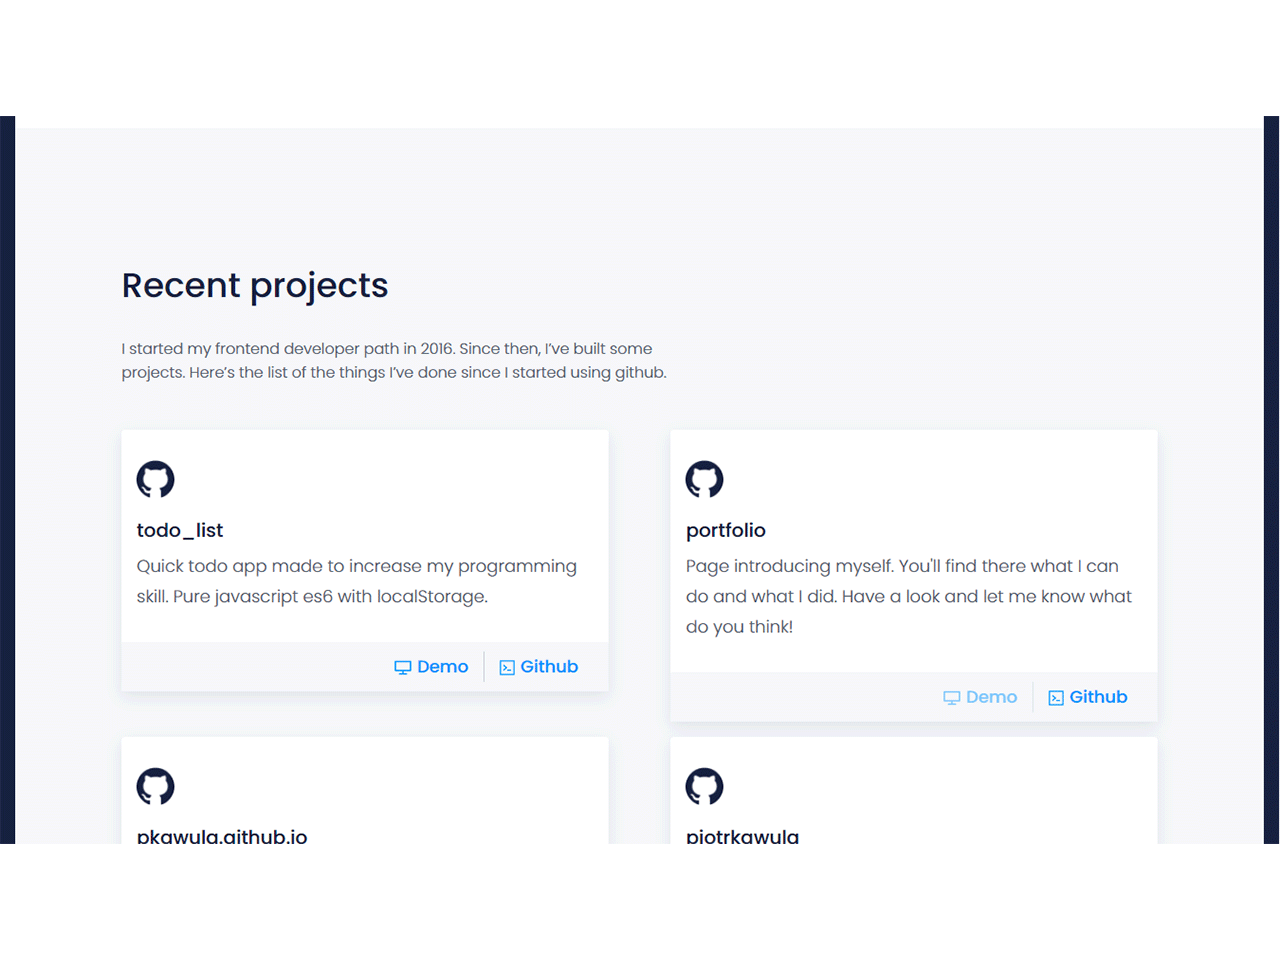 Recent projects
I started my frontend developer path in 2016. Since then, I've built some
projects. Here's the list of the things I've done since I started using github.
todo_list
Quick todo app made to increase my programming
skill. Pure javascript es6 with localStorage.
Demo
Github
portfolio
Page introducing myself. You'll find there what I can
do and what I did. Have a look and let me know what
do you think!
Demo
Github
pkawula.github.io
piotrkawula